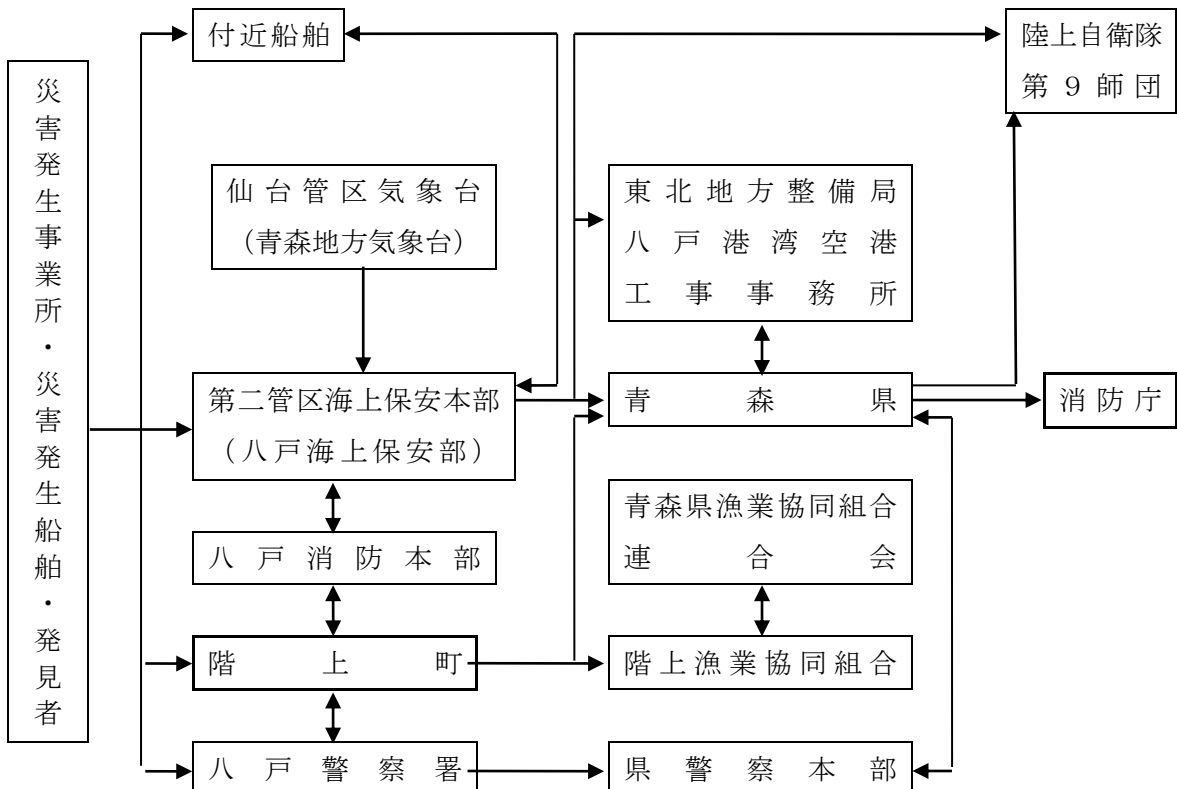 災害発生事業所・災害発生船舶・発見者
付近船舶
陸上自衛隊
第9師団
仙台管区気象台
（青森地方気象台）
東北地方整備局
八戸港湾空港
工事事務所
第二管区海上保安本部
（八戸海上保安部）
青森県
消防庁
青森県漁業協同組合
連合会
八戸消防本部
階上町
階上漁業協同組合
八戸警察署
県警察本部